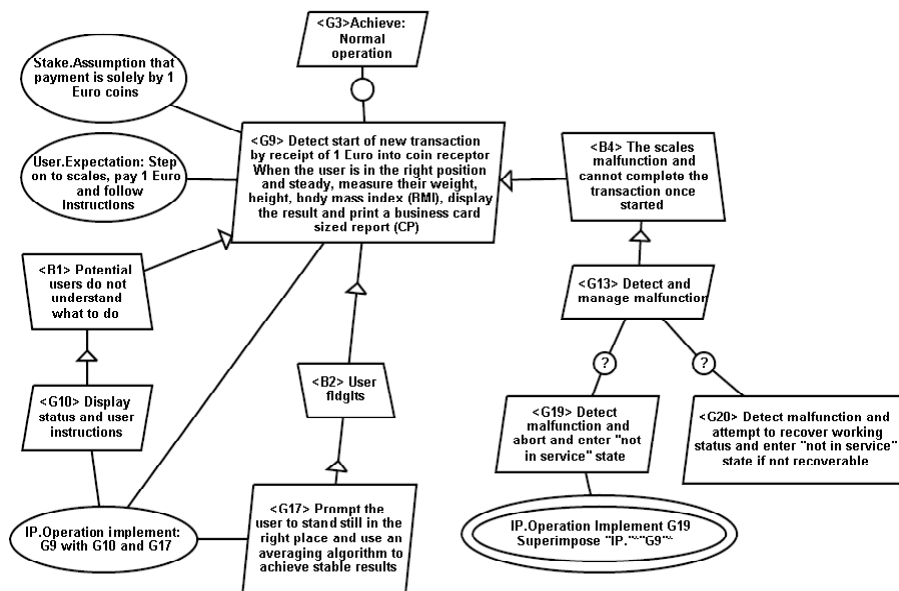 <G3>Achieve:
Normal
operation
Stake.Assumption that
payment is solely by 1
Euro coins
<G9> Detect start of new transaction
by receipt of 1 Euro into coin receptor
When the user is in the right position
and steady, measure their weight,
height, body mass index (RMI), display
the result and print a business card
sized report (CP)
<B4> The scales
malfunction and
cannot complete the
transaction once
started
User.Expectation: Step
on to scales, pay 1 Euro
and follow
Instructions
<R1> Potential
users do not
understand
what to do
<G13> Detect and
manage malfunction
?
?
<B2> User
fldglts
<G10> Display
status and user
instructions
<G19> Detect
malfunction and
abort and enter "not
in service" state
<G20> Detect malfunction and
attempt to recover working
status and enter "not in service"
state if not recoverable
<G17> Prompt the
user to stand still in the
right place and use an
averaging algorithm to
achieve stable results
IP.Operation implement:
G9 with G10 and G17
IP.Operation Implement G19
Superimpose "IP."*"G9"*